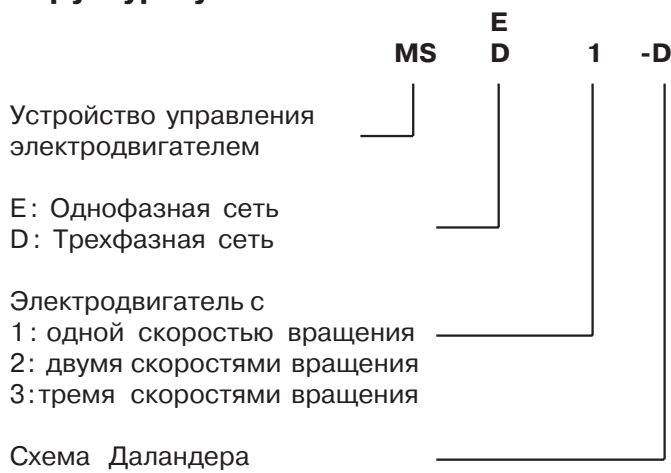 E
MS D 1 -D
Устройство управления
электродвигателем
E: Однофазная сеть
D: Трехфазная сеть
Электродвигатель с
1: одной скоростью вращения
2: двумя скоростями вращения
3:тремя скоростями вращения
Схема Даландера